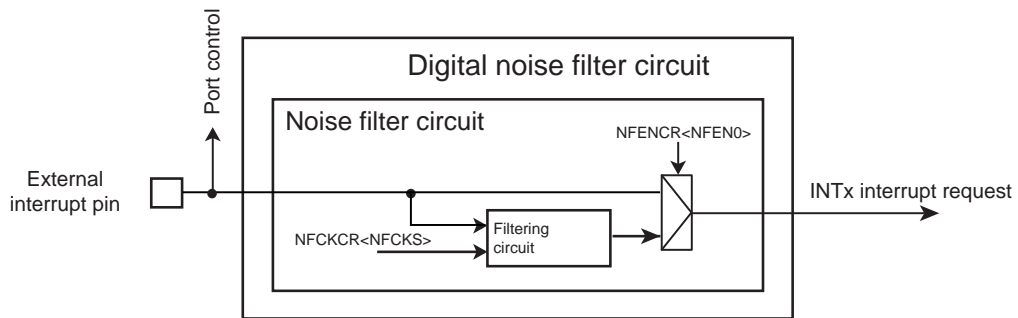 Port control
Digital noise filter circuit
Noise filter circuit
NFENCR<NFEN0>
External
interrupt pin
INTx interrupt request
NFCKCR<NFCKS>
Filtering
circuit